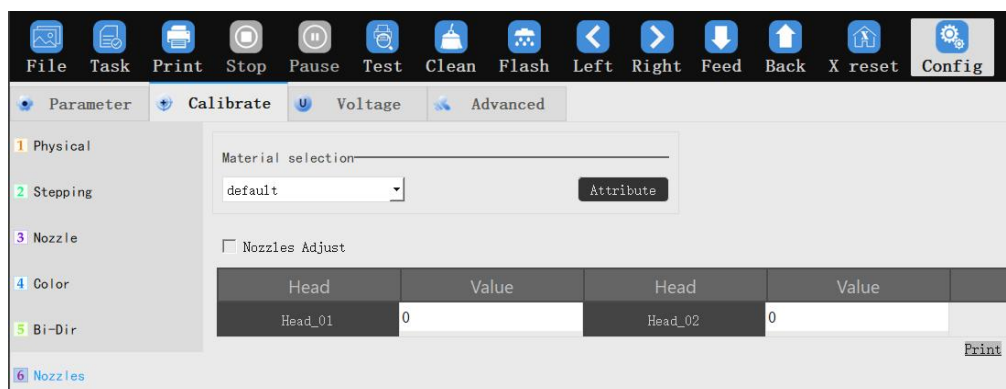 File Task Print Stop Pause Test Clean Flash Left Right Feed Back X reset Config
Parameter Calibrate U Voltage Advanced
1 Physical
Material selection
2 Stepping
default Attribute
3 Nozzle
Nozzles Adjust
4 Color
Head Value Head Value
5 Bi-Dir
Head_01 0 Head_02 0
Print
6 Nozzles